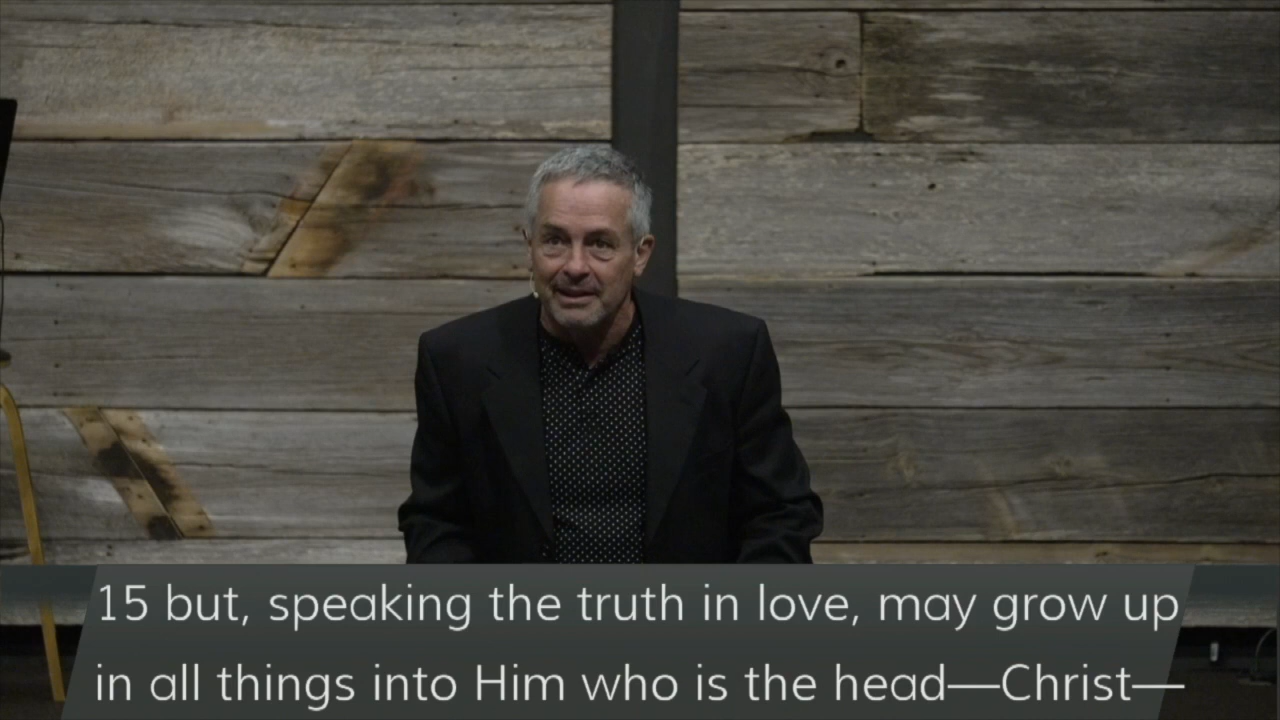 15 but, speaking the truth in love, may grow up
in all things into Him who is the head—Christ—